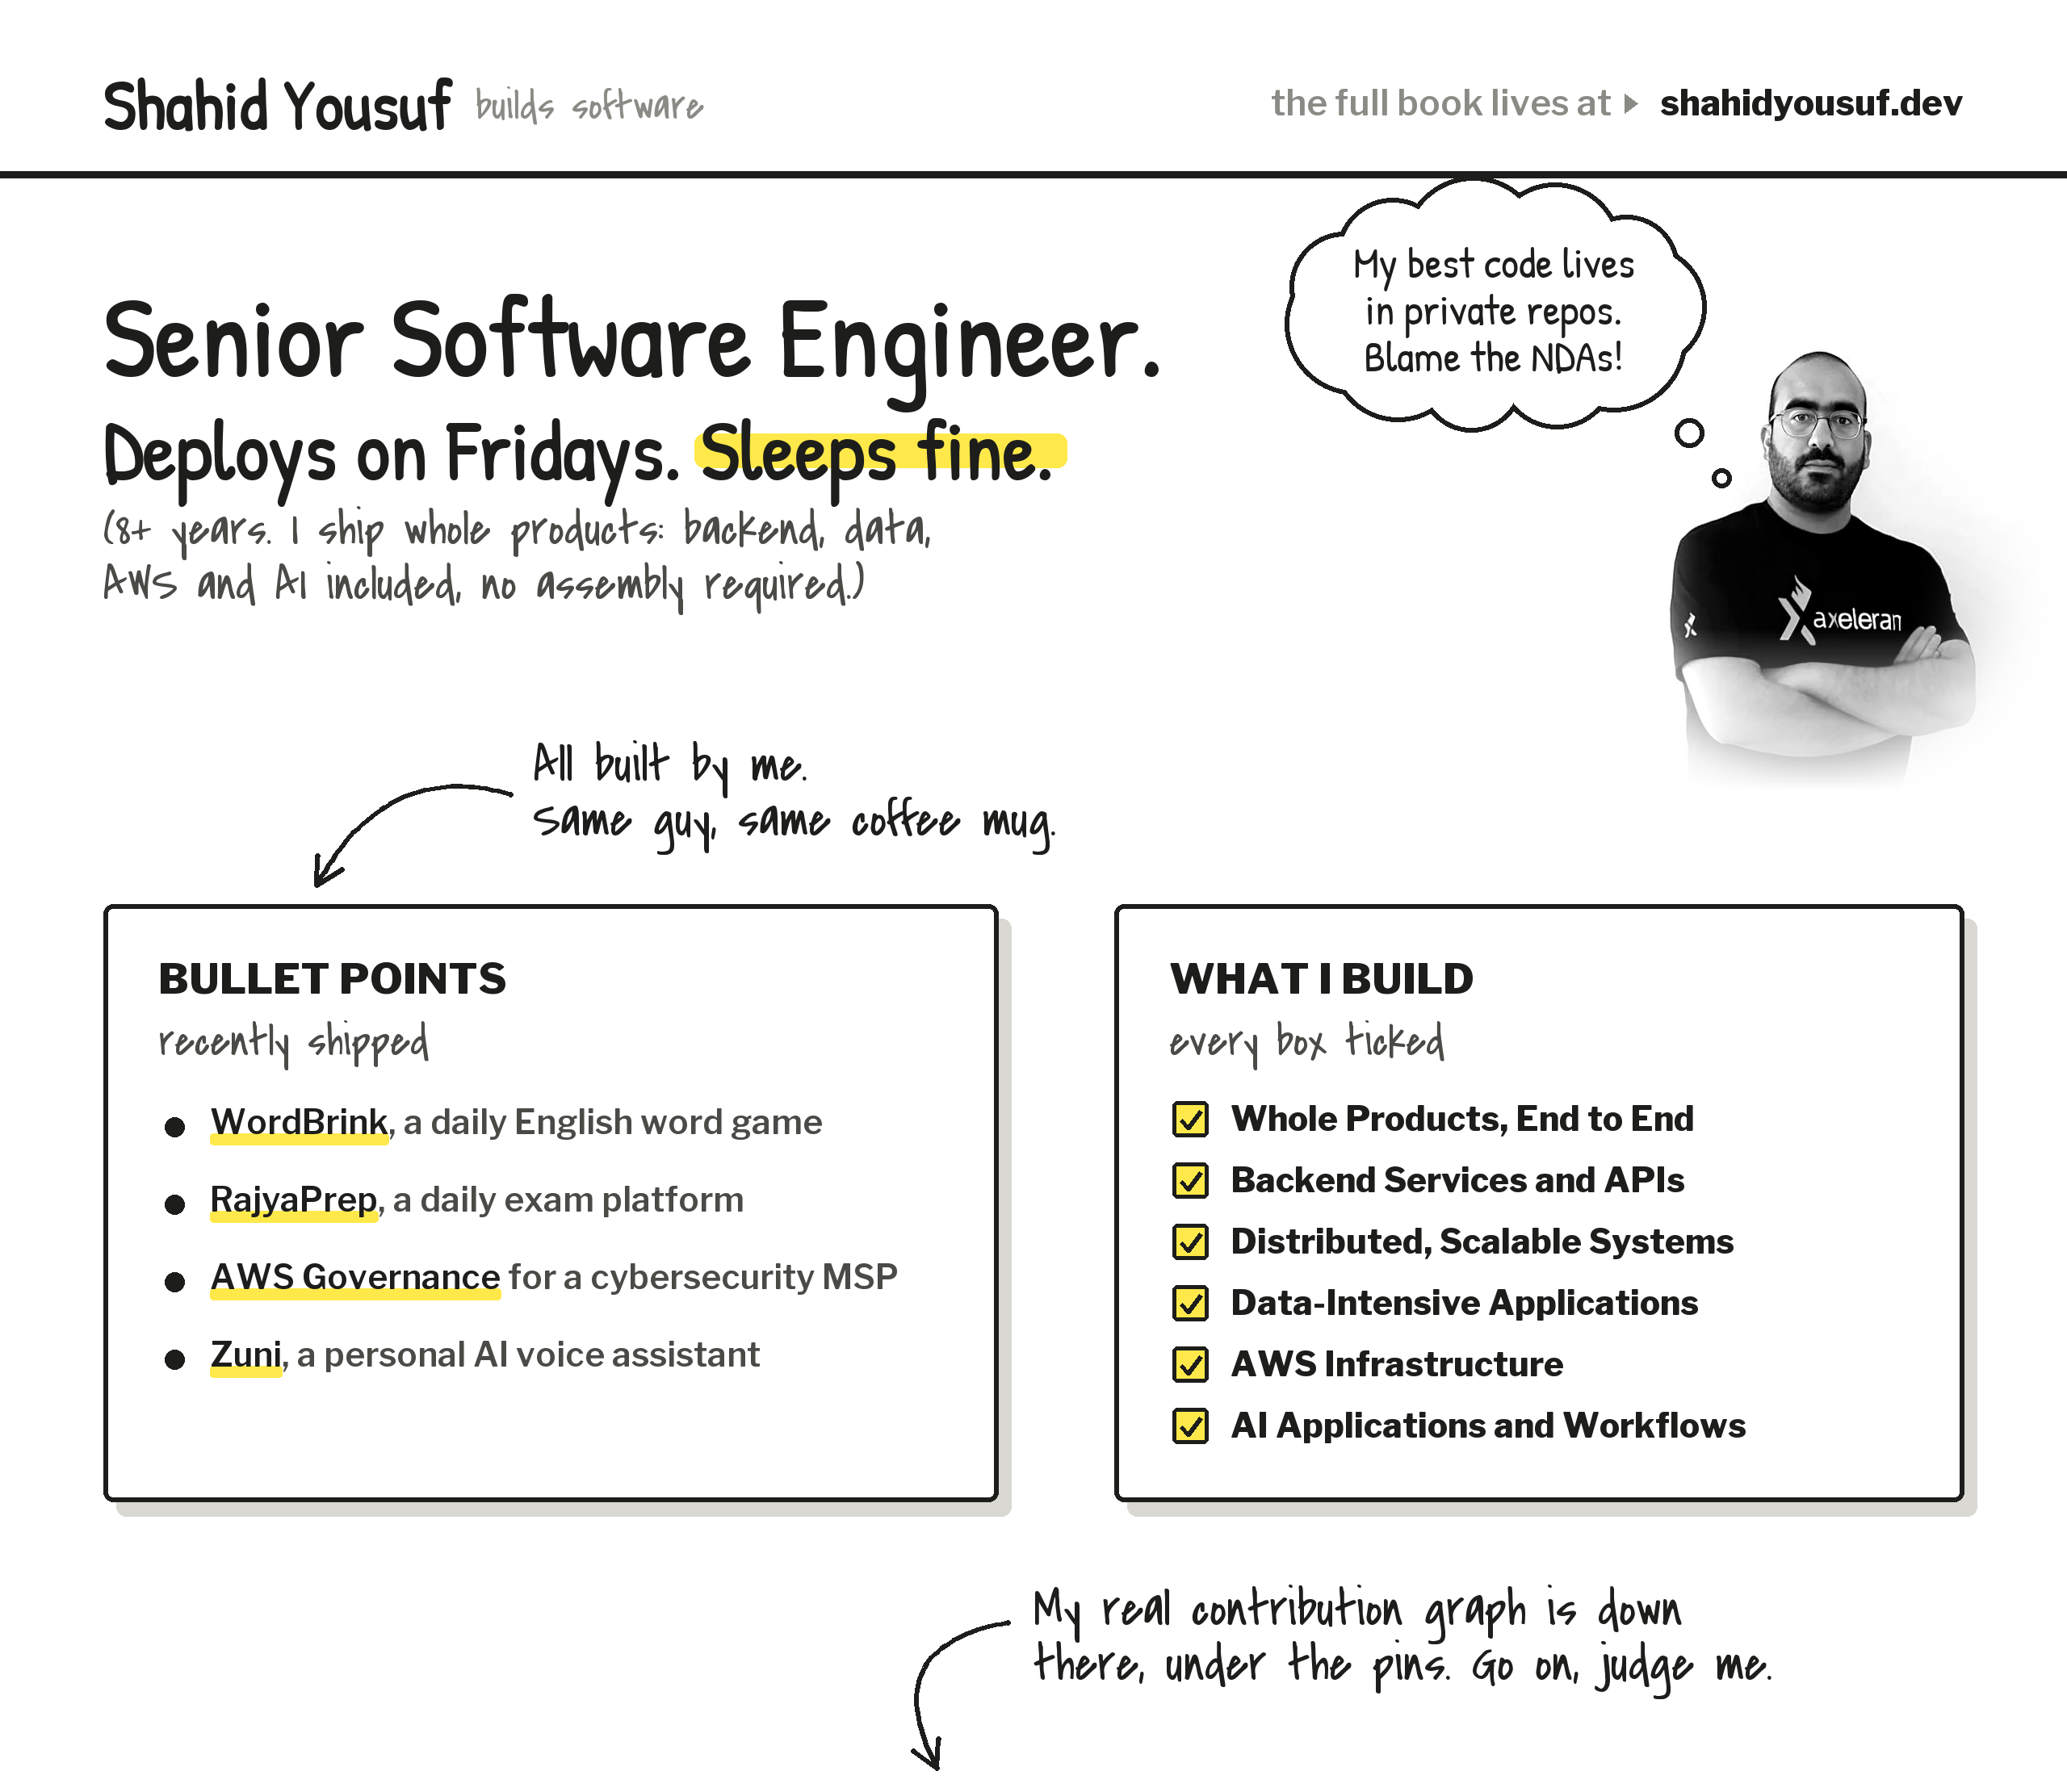 Shahid Yousuf builds software
the full book lives at ▸ shahidyousuf.dev
My best code lives
in private repos.
Blame the NDAs!
Senior Software Engineer.
Deploys on Fridays. Sleeps fine.
(8+ years. I ship whole products: backend, data,
AWS and AI included, no assembly required.)
axeleran
All built by me.
Same guy, same coffee mug.
BULLET POINTS
recently shipped
WordBrink, a daily English word game
RajyaPrep, a daily exam platform
AWS Governance for a cybersecurity MSP
Zuni, a personal AI voice assistant
WHAT I BUILD
every box ticked
Whole Products, End to End
Backend Services and APIs
Distributed, Scalable Systems
Data-Intensive Applications
AWS Infrastructure
AI Applications and Workflows
My real contribution graph is down
there, under the pins. Go on, judge me.